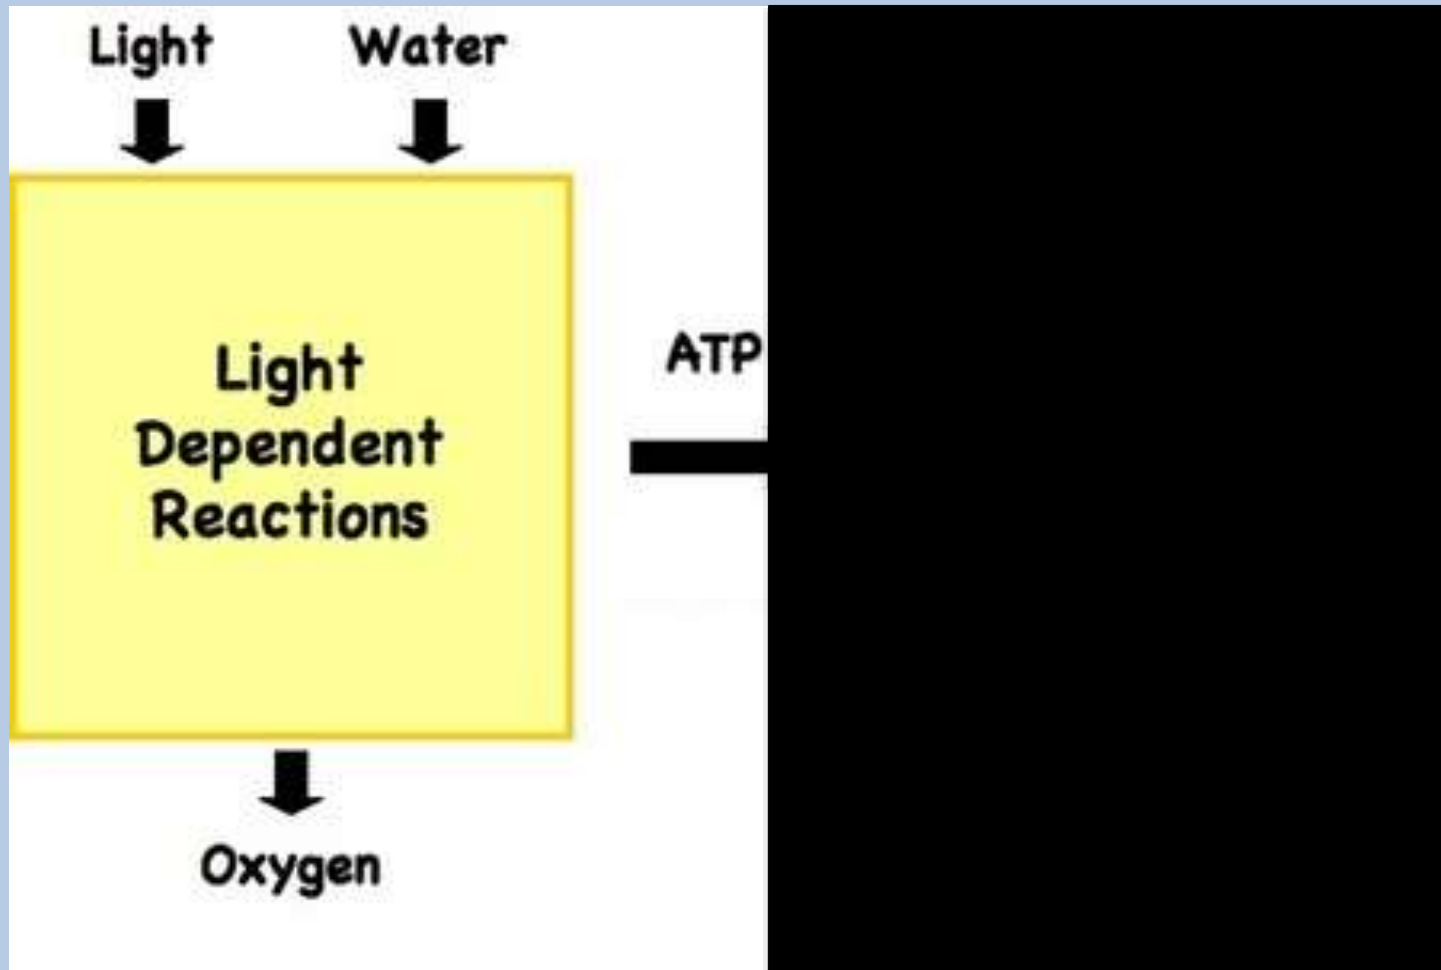 Light Water
ATP
Light
Dependent
Reactions
Oxygen